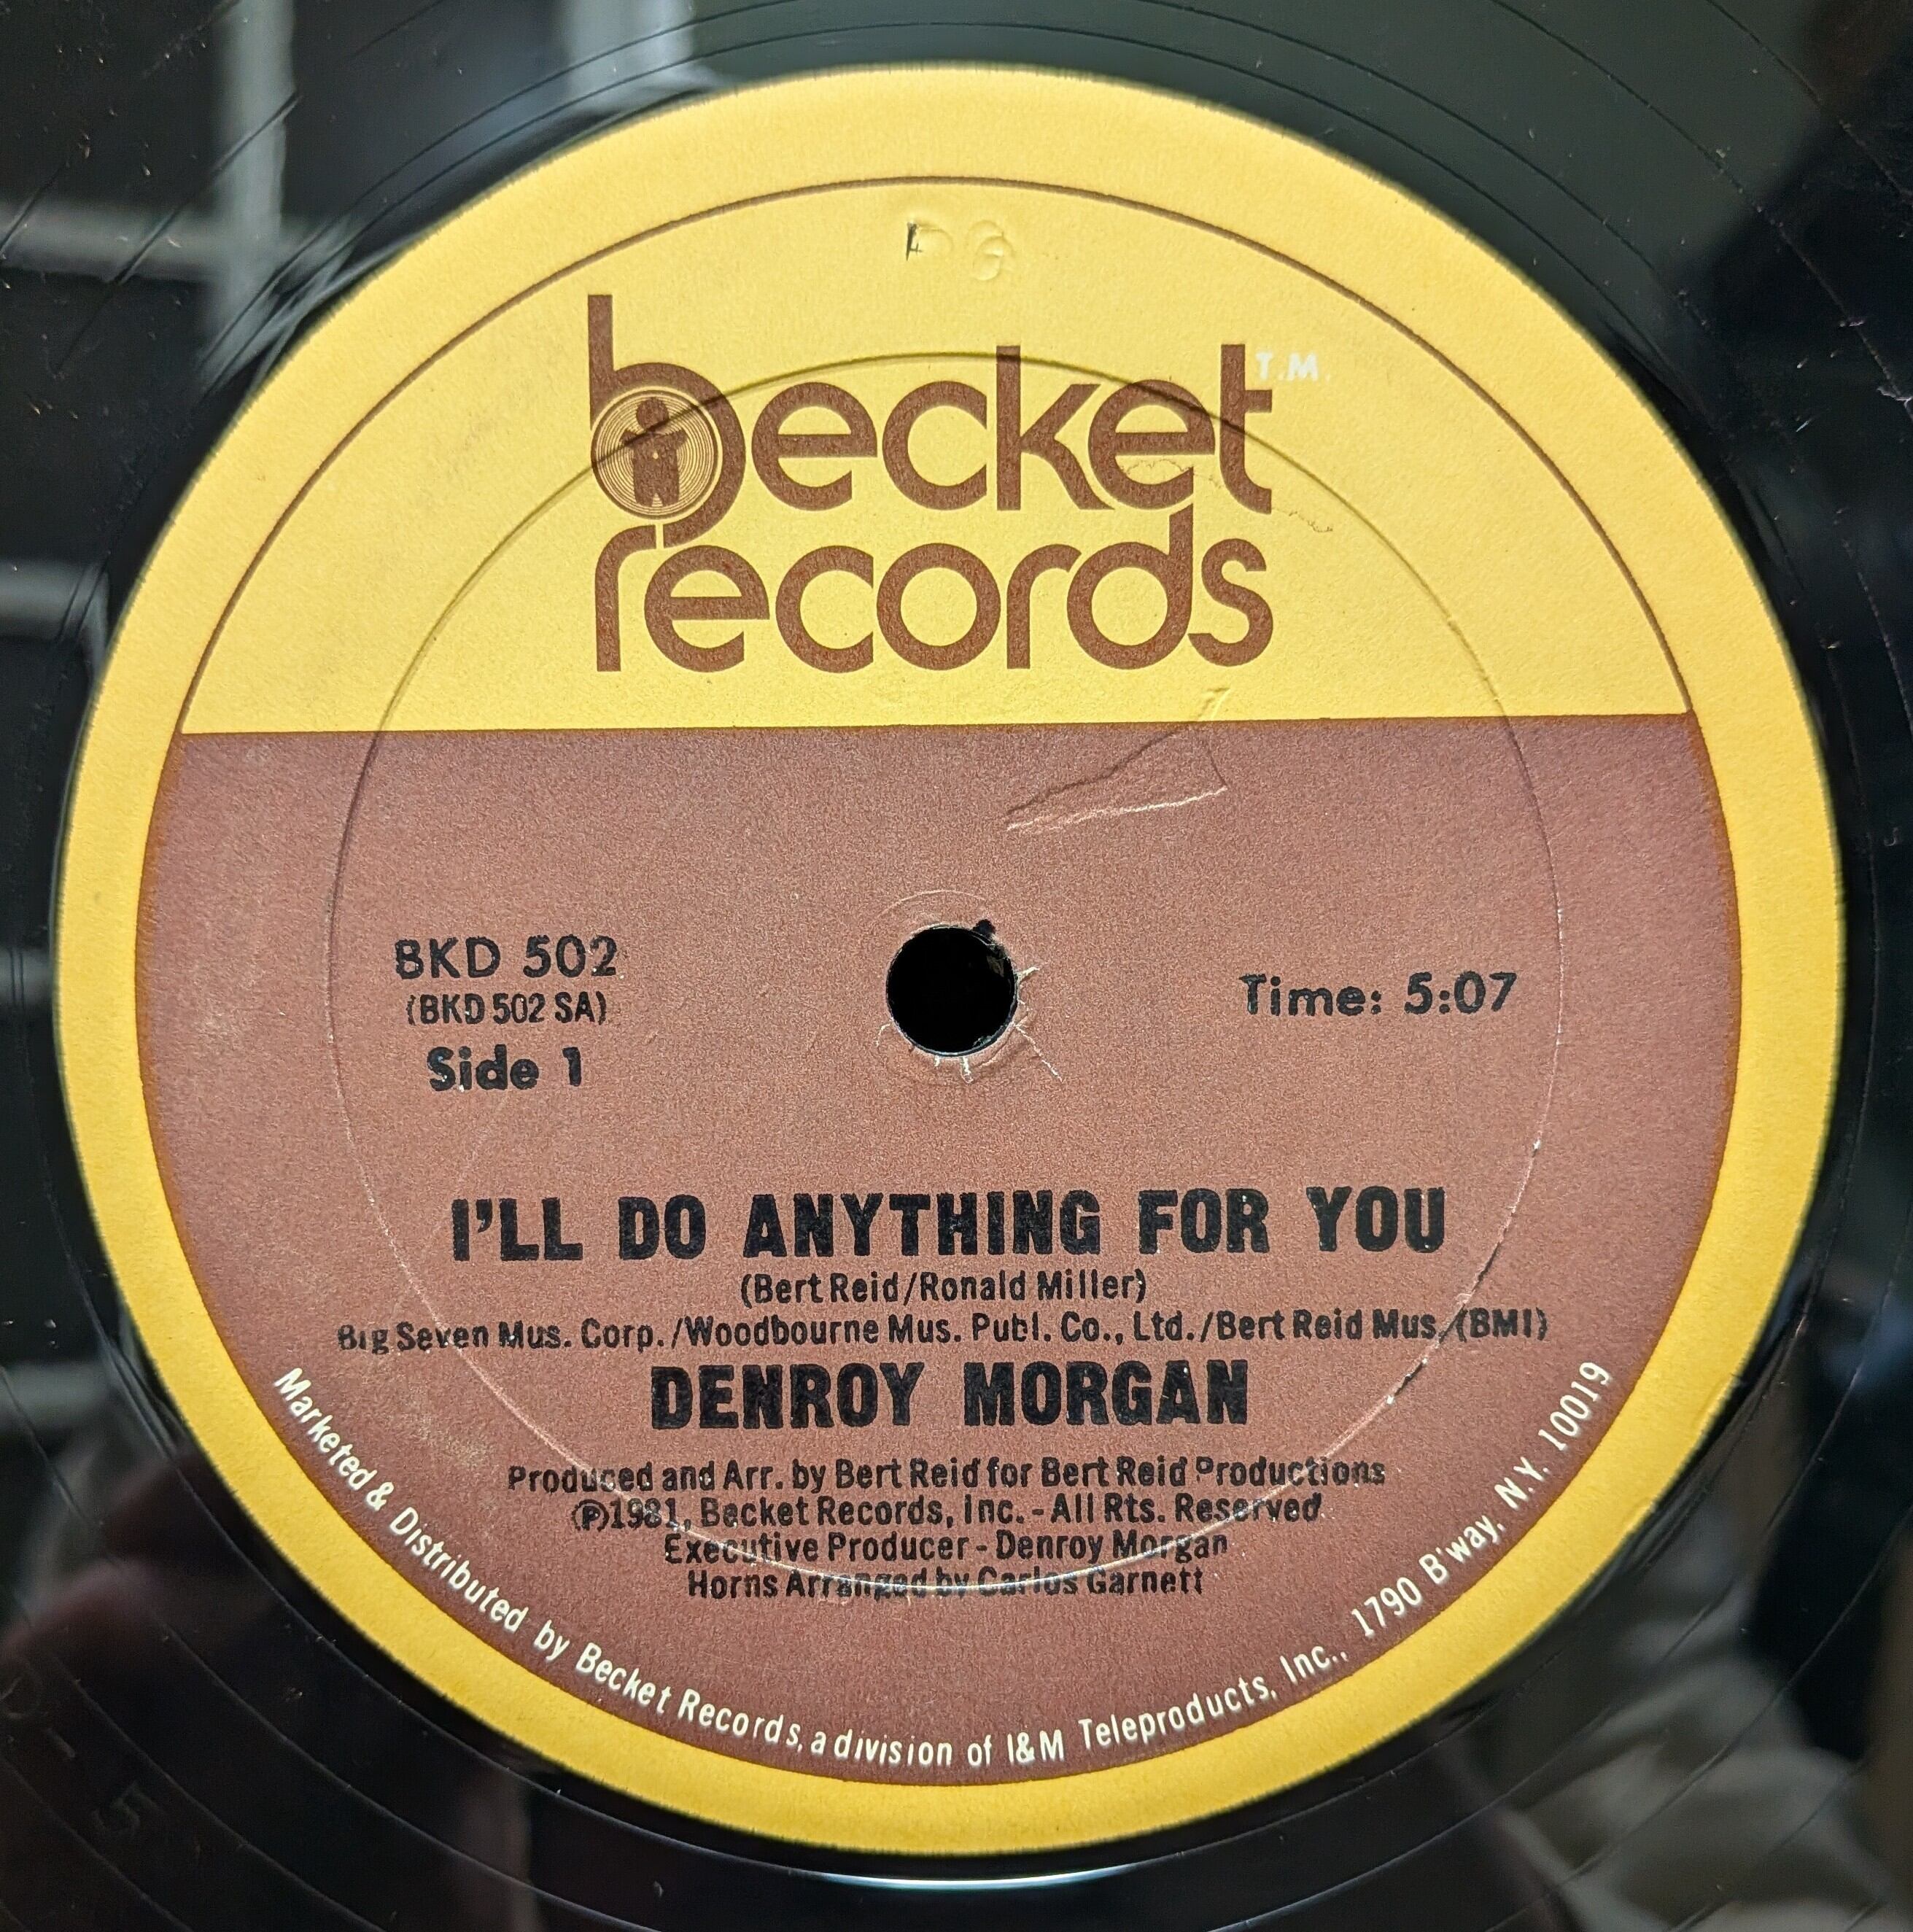 becket
T.M.
records
BKD 502
(BKD 502 SA)
Side 1
Time: 5:07
I'LL DO ANYTHING FOR YOU
(Bert Reid/Ronald Miller)
Big Seven Mus. Corp./Woodbourne Mus. Publ. Co., Ltd./Bert Reid Mus. (BMI)
DENROY MORGAN
Produced and Arr. by Bert Reid for Bert Reid Productions
℗1981, Becket Records, Inc. - All Rts. Reserved
Executive Producer - Denroy Morgan
Horns Arranged by Carlos Garnett
Marketed & Distributed by Becket Records, a division of I&M Teleproducts, Inc., 1790 B'way, N.Y. 10019